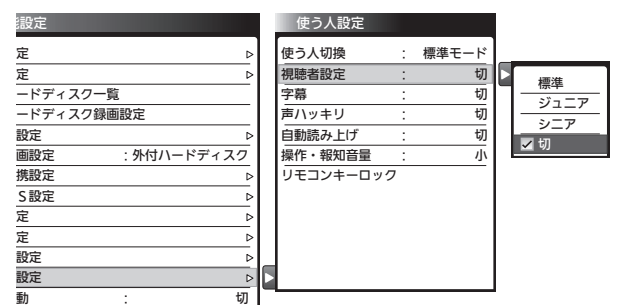 設定
定
定
ードディスク一覧
ードディスク録画設定
設定
画設定 : 外付ハードディスク
携設定
S設定
定
定
設定
設定
動 : 切
使う人設定
使う人切換 : 標準モード
視聴者設定 : 切
字幕 : 切
声ハッキリ : 切
自動読み上げ : 切
操作・報知音量 : 小
リモコンキーロック
標準
ジュニア
シニア
切